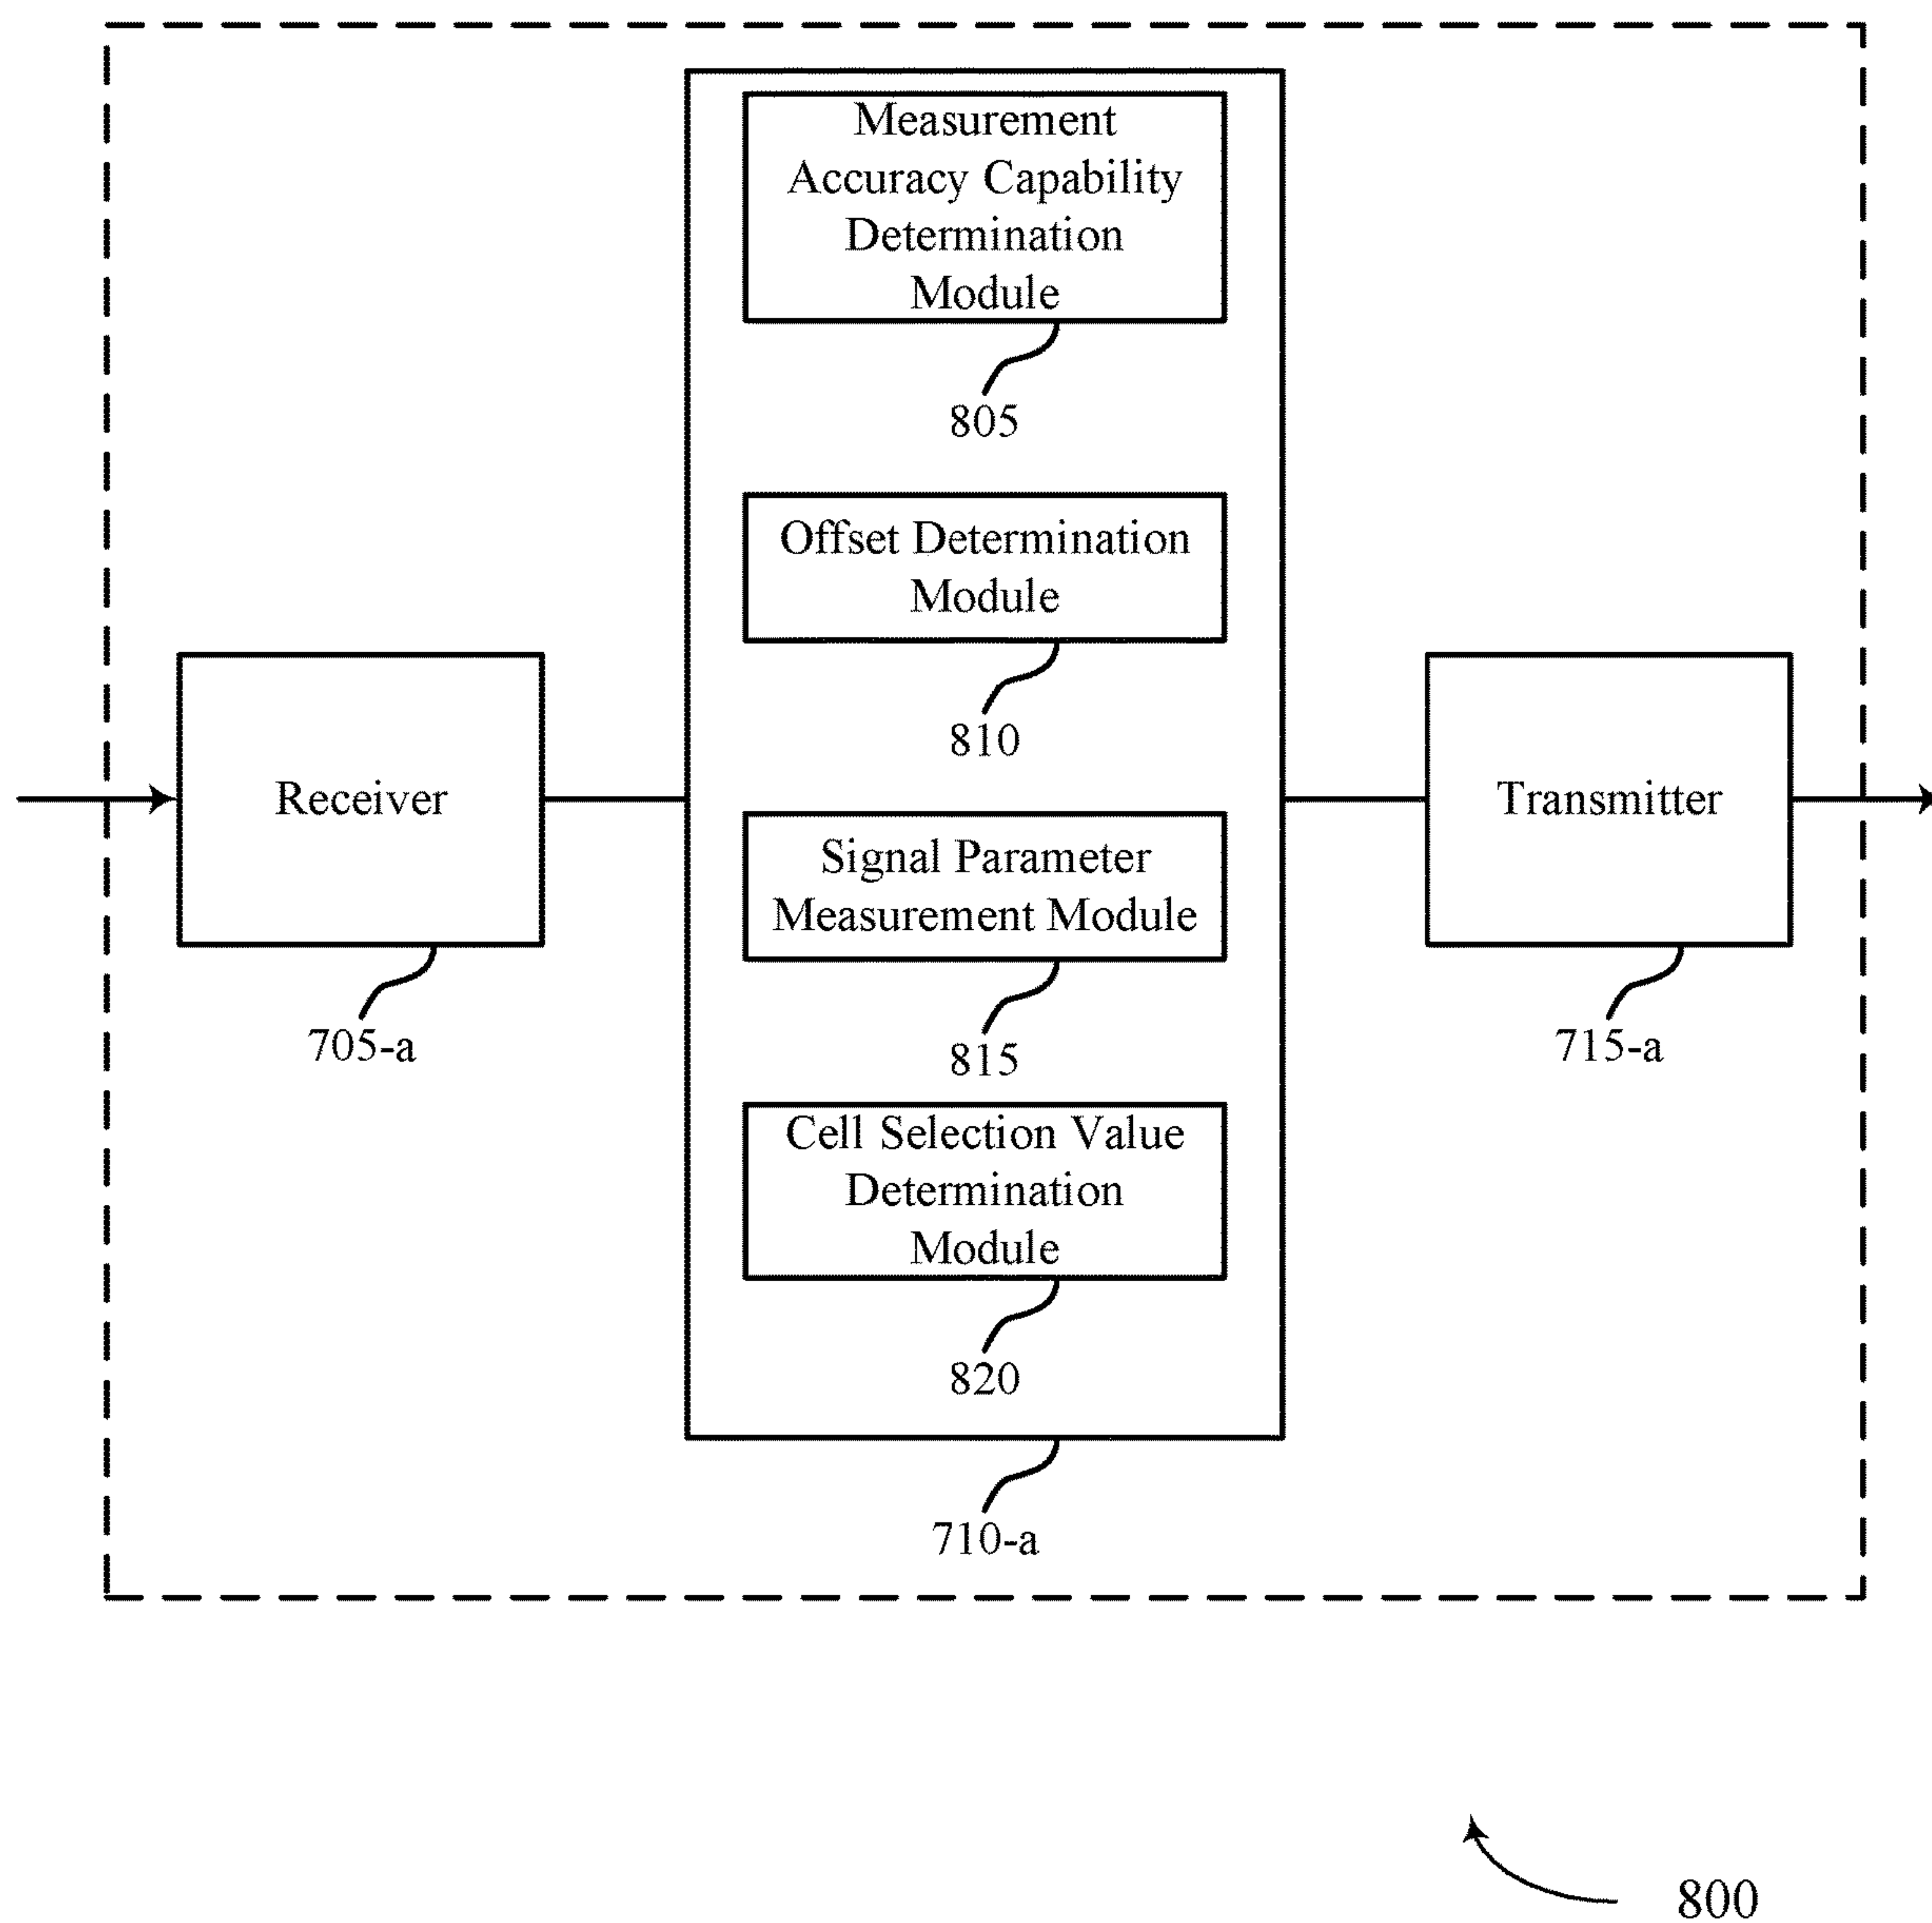 Measurement
Accuracy Capability
Determination
Module
805
Offset Determination
Module
810
Receiver
705-a
Signal Parameter
Measurement Module
815
Transmitter
715-a
Cell Selection Value
Determination
Module
820
710-a
800